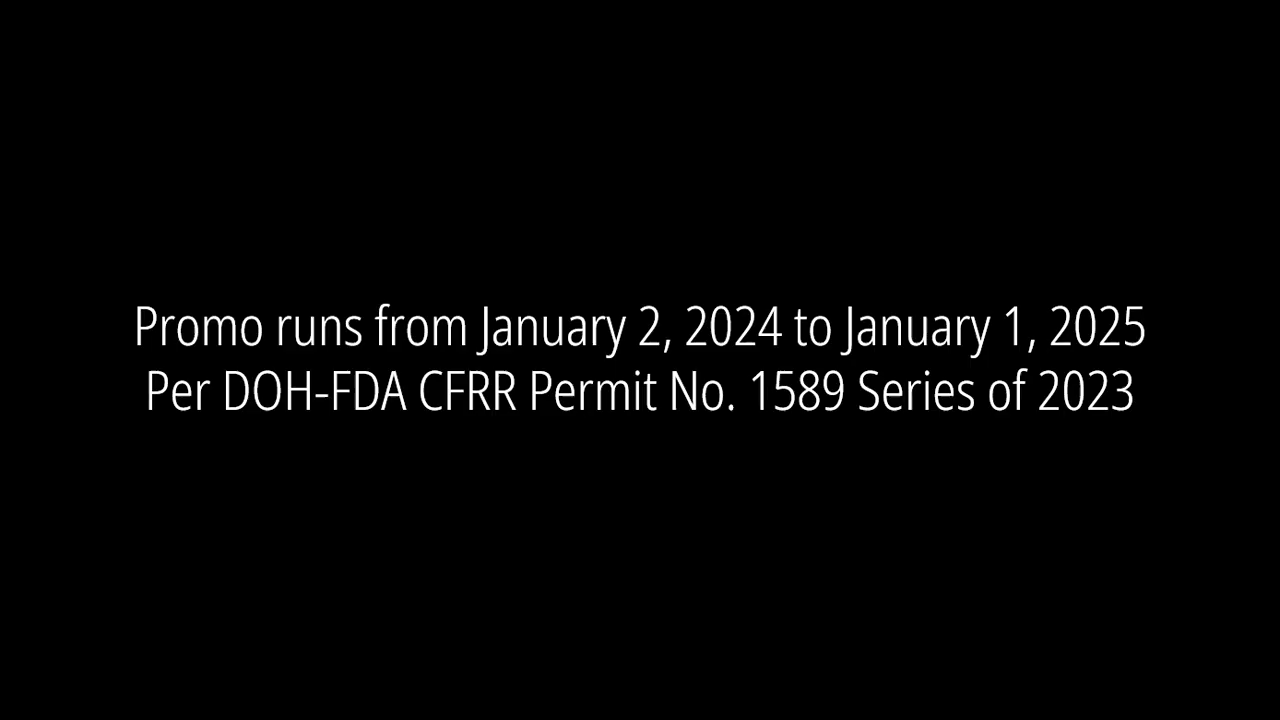 Promo runs from January 2, 2024 to January 1, 2025
Per DOH-FDA CFRR Permit No. 1589 Series of 2023